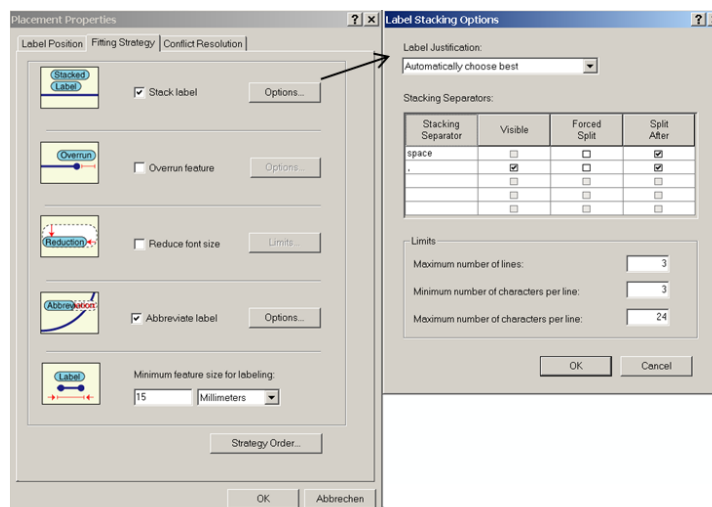 Placement Properties
Label Position
Fitting Strategy
Conflict Resolution
Stacked
Label
Stack label
Options...
Overrun
Overrun feature
Options...
Reduction
Reduce font size
Limits...
Abbreviation
Abbreviate label
Options...
Label
Minimum feature size for labeling:
15
Millimeters
Strategy Order...
OK
Abbrechen
Label Stacking Options
Label Justification:
Automatically choose best
Stacking Separators:
Stacking Separator
Visible
Forced Split
Split After
space
,
Limits
Maximum number of lines:
3
Minimum number of characters per line:
3
Maximum number of characters per line:
24
OK
Cancel